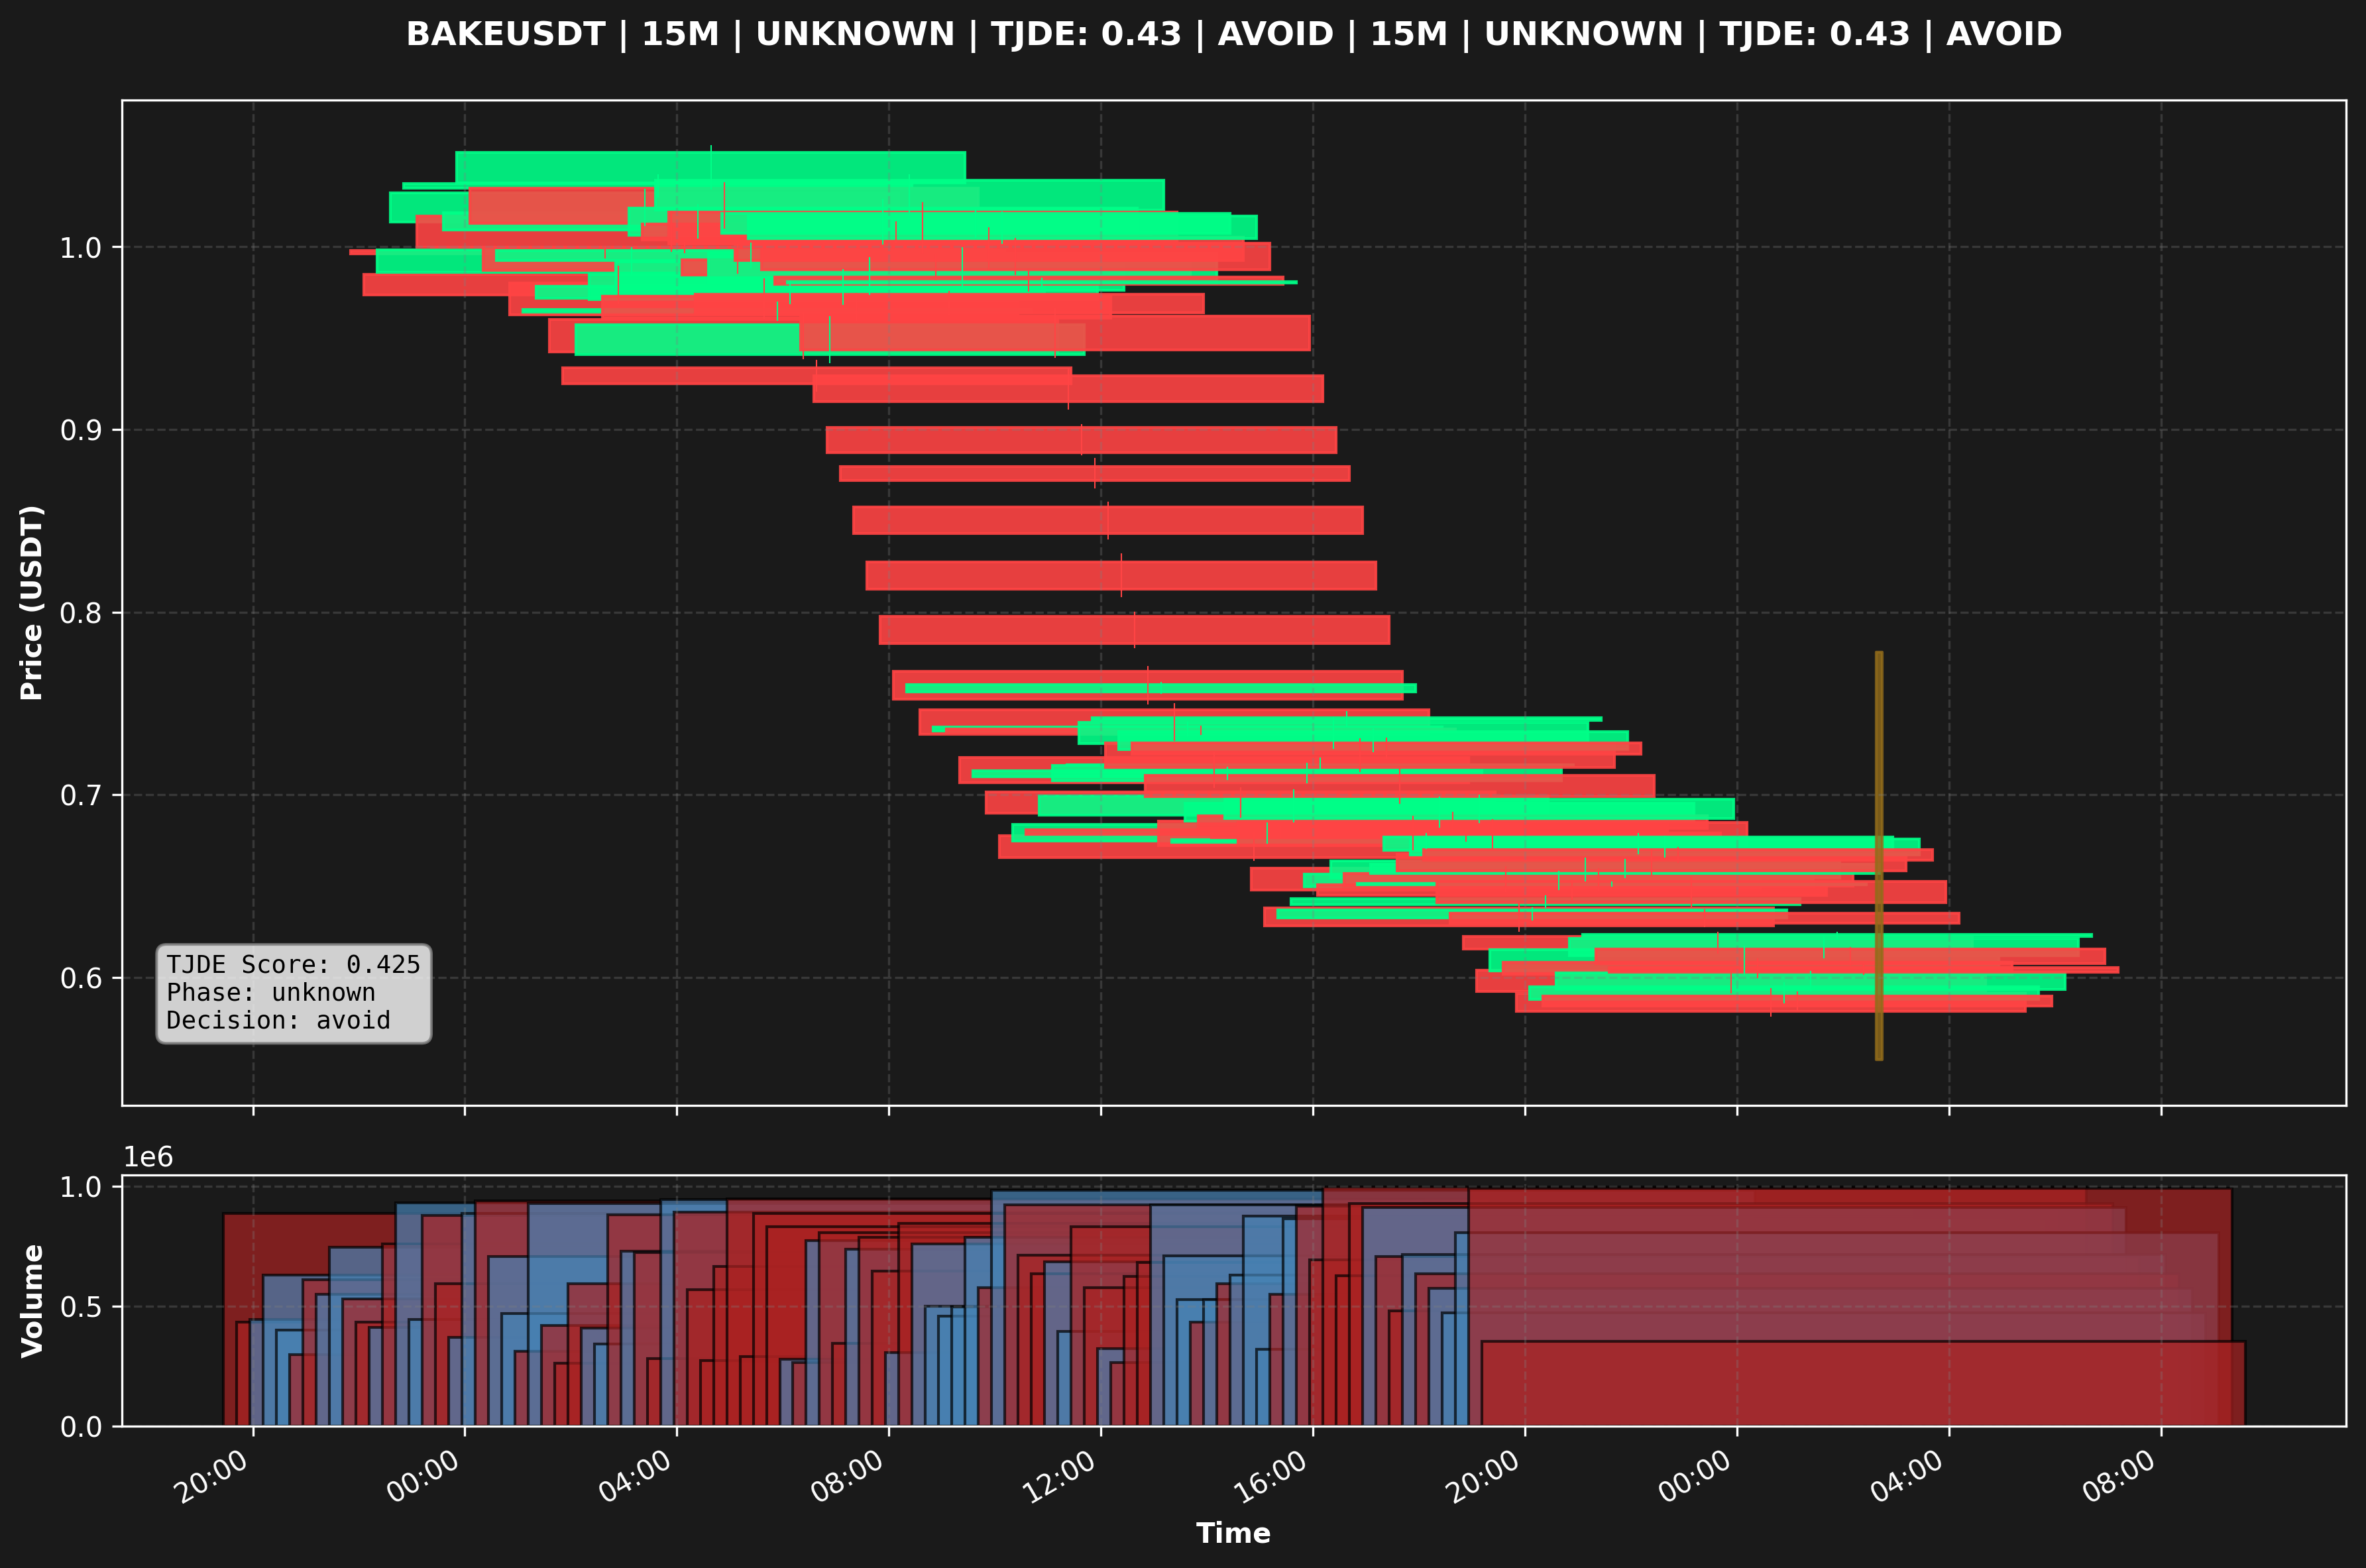 BAKEUSDT | 15M | UNKNOWN | TJDE: 0.43 | AVOID | 15M | UNKNOWN | TJDE: 0.43 | AVOID
Price (USDT)
1.0
0.9
0.8
0.7
0.6
TJDE Score: 0.425
Phase: unknown
Decision: avoid
1e6
Volume
1.0
0.5
0.0
20:00
00:00
04:00
08:00
12:00
16:00
20:00
00:00
04:00
08:00
Time